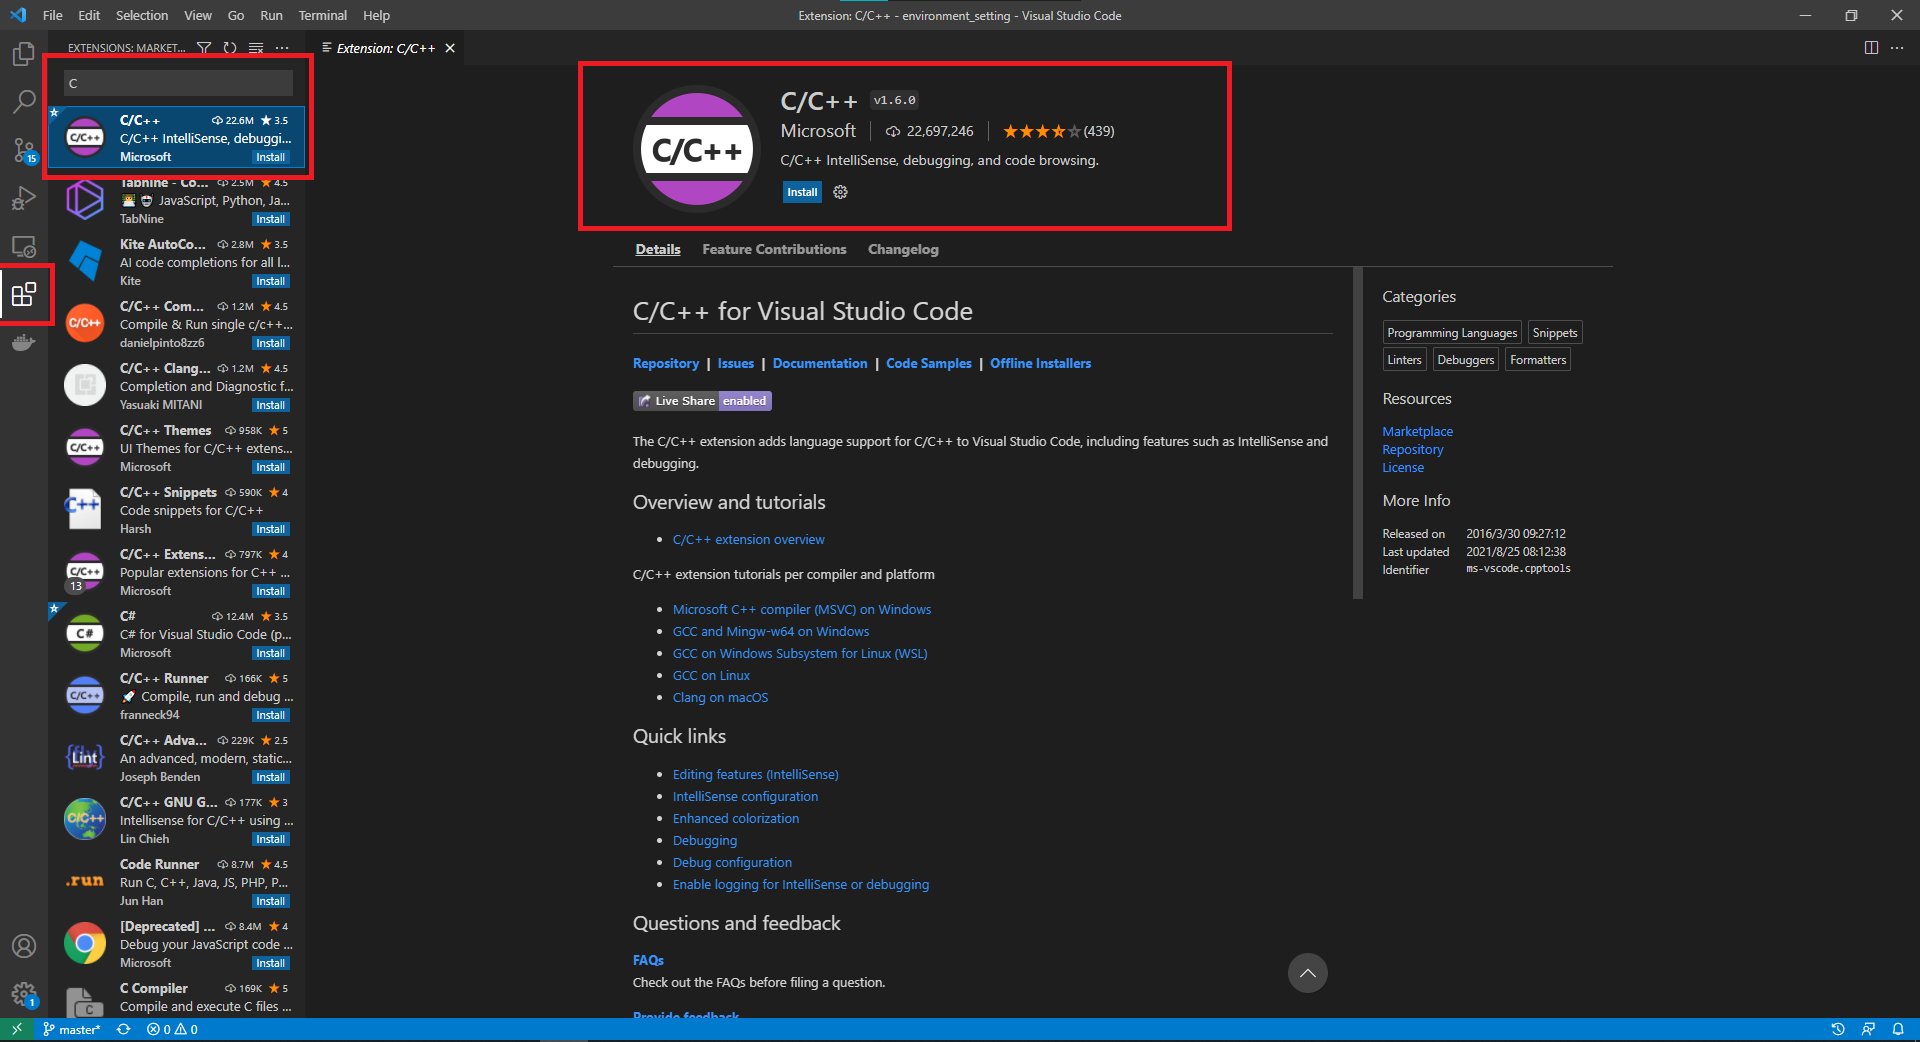 File Edit Selection View Go Run Terminal Help
Extension: C/C++ - environment_setting - Visual Studio Code
EXTENSIONS: MARKET...
C
C/C++ 22.6M 3.5
C/C++ IntelliSense, debuggi...
Microsoft Install
Tabnine - Co... 2.5M 4.5
JavaScript, Python, Ja...
TabNine Install
Kite AutoCo... 2.8M 3.5
AI code completions for all l...
Kite Install
C/C++ Com... 1.2M 4.5
Compile & Run single c/c++...
danielpinto8zz6 Install
C/C++ Clang... 1.2M 4.5
Completion and Diagnostic f...
Yasuaki MITANI Install
C/C++ Themes 958K 5
UI Themes for C/C++ extens...
Microsoft Install
C/C++ Snippets 590K 4
Code snippets for C/C++
Harsh Install
C/C++ Extens... 797K 4
Popular extensions for C++ ...
13
Microsoft Install
C# 12.4M 3.5
C# for Visual Studio Code (p...
Microsoft Install
C/C++ Runner 166K 5
Compile, run and debug ...
franneck94 Install
C/C++ Adva... 229K 2.5
An advanced, modern, static...
Joseph Benden Install
C/C++ GNU G... 177K 3
Intellisense for C/C++ using ...
Lin Chieh Install
Code Runner 8.7M 4.5
Run C, C++, Java, JS, PHP, P...
Jun Han Install
[Deprecated] ... 8.4M 4
Debug your JavaScript code ...
Microsoft Install
C Compiler 169K 5
Compile and execute C files ...
15
1
C/C++
C/C++
C/C++
C/C++
C++
C/C++
C#
C/C++
{flyLint}
C/C++
.run
C
Extension: C/C++
C/C++
C/C++ v1.6.0
Microsoft 22,697,246 (439)
C/C++ IntelliSense, debugging, and code browsing.
Install
Details Feature Contributions Changelog
C/C++ for Visual Studio Code
Repository | Issues | Documentation | Code Samples | Offline Installers
Live Share enabled
The C/C++ extension adds language support for C/C++ to Visual Studio Code, including features such as IntelliSense and
debugging.
Overview and tutorials
C/C++ extension overview
C/C++ extension tutorials per compiler and platform
Microsoft C++ compiler (MSVC) on Windows
GCC and Mingw-w64 on Windows
GCC on Windows Subsystem for Linux (WSL)
GCC on Linux
Clang on macOS
Quick links
Editing features (IntelliSense)
IntelliSense configuration
Enhanced colorization
Debugging
Debug configuration
Enable logging for IntelliSense or debugging
Questions and feedback
FAQs
Check out the FAQs before filing a question.
Provide feedback
Categories
Programming Languages Snippets
Linters Debuggers Formatters
Resources
Marketplace
Repository
License
More Info
Released on 2016/3/30 09:27:12
Last updated 2021/8/25 08:12:38
Identifier ms-vscode.cpptools
master* 0 0